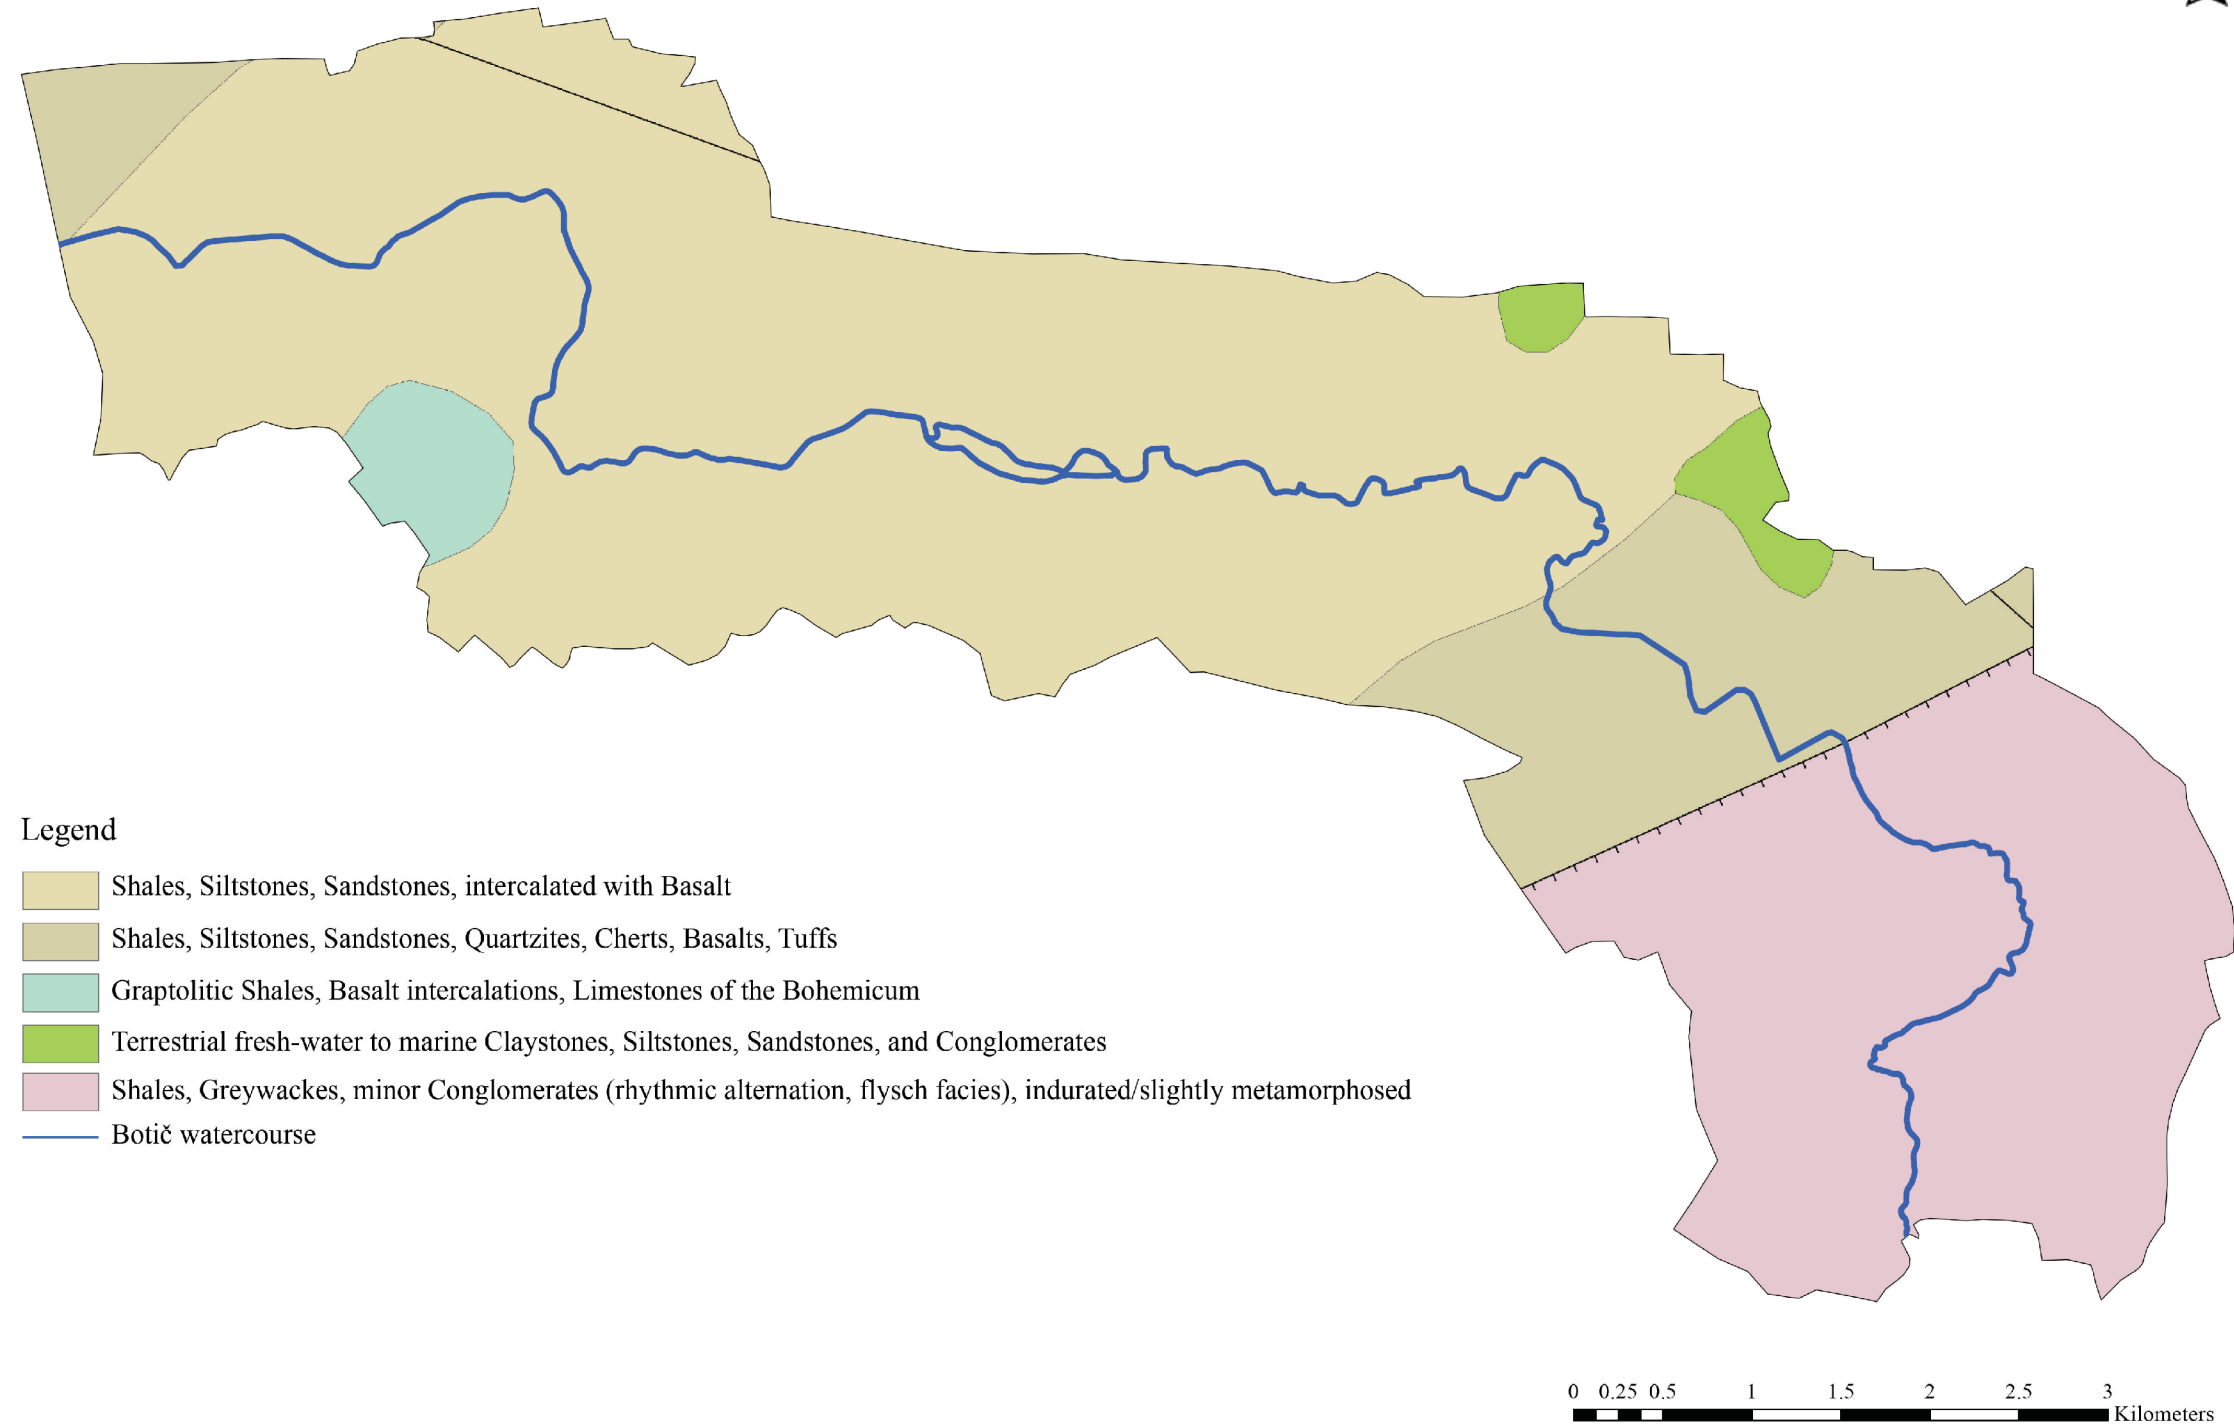 Legend
Shales, Siltstones, Sandstones, intercalated with Basalt
Shales, Siltstones, Sandstones, Quartzites, Cherts, Basalts, Tuffs
Graptolitic Shales, Basalt intercalations, Limestones of the Bohemicum
Terrestrial fresh-water to marine Claystones, Siltstones, Sandstones, and Conglomerates
Shales, Greywackes, minor Conglomerates (rhythmic alternation, flysch facies), indurated/slightly metamorphosed
Botič watercourse
0 0.25 0.5 1 1.5 2 2.5 3
Kilometers